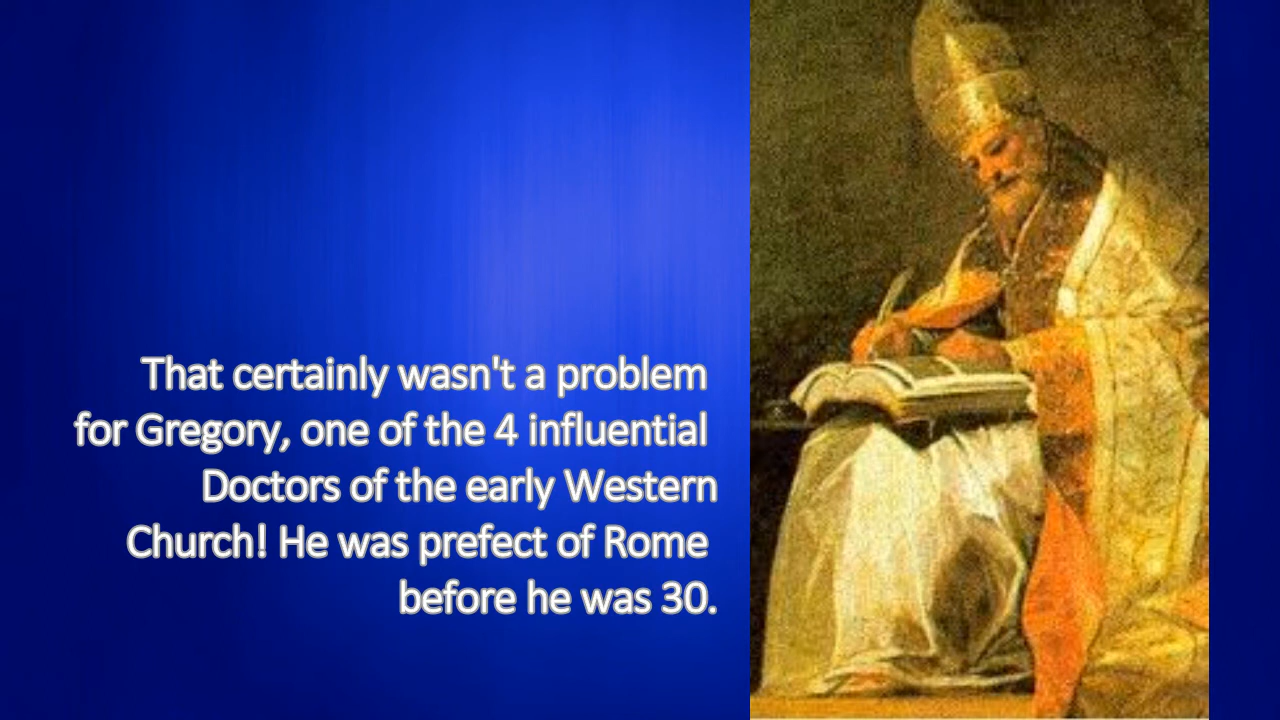 That certainly wasn't a problem
for Gregory, one of the 4 influential
Doctors of the early Western
Church! He was prefect of Rome
before he was 30.